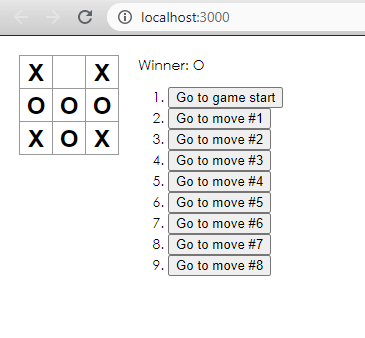 localhost:3000
X X
O O O
X O X
Winner: O
1. Go to game start
2. Go to move #1
3. Go to move #2
4. Go to move #3
5. Go to move #4
6. Go to move #5
7. Go to move #6
8. Go to move #7
9. Go to move #8